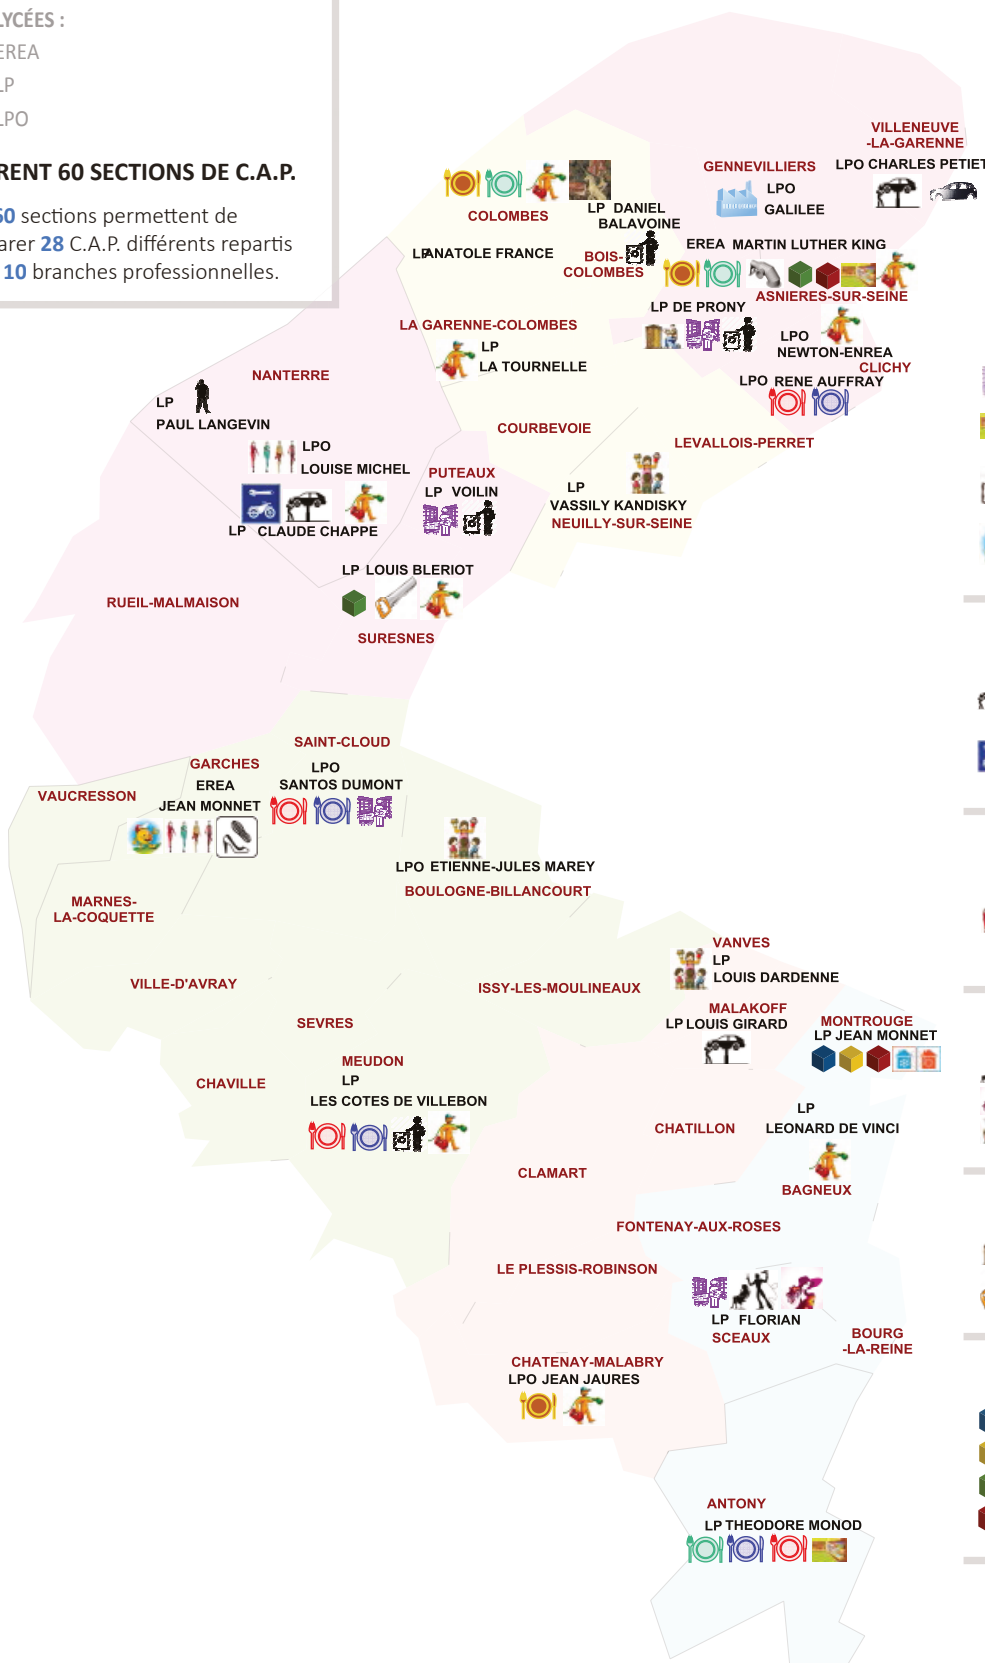 LYCÉES :
EREA
LP
LPO
RENT 60 SECTIONS DE C.A.P.
60 sections permettent de
arer 28 C.A.P. différents repartis
10 branches professionnelles.
VILLENEUVE
-LA-GARENNE
LPO CHARLES PETIET
GENNEVILLIERS
LPO
GALILEE
COLOMBES
LP DANIEL
BALAVOINE
LP ANATOLE FRANCE
BOIS-
COLOMBES
EREA MARTIN LUTHER KING
ASNIERES-SUR-SEINE
LP DE PRONY
LPO
NEWTON-ENREA
CLICHY
LPO RENE AUFFRAY
LA GARENNE-COLOMBES
LP
LA TOURNELLE
NANTERRE
LP
PAUL LANGEVIN
COURBEVOIE
LEVALLOIS-PERRET
LPO
LOUISE MICHEL
PUTEAUX
LP VOILIN
LP
VASSILY KANDISKY
NEUILLY-SUR-SEINE
LP CLAUDE CHAPPE
LP LOUIS BLERIOT
RUEIL-MALMAISON
SURESNES
SAINT-CLOUD
LPO
SANTOS DUMONT
GARCHES
EREA
JEAN MONNET
VAUCRESSON
LPO ETIENNE-JULES MAREY
BOULOGNE-BILLANCOURT
MARNES-
LA-COQUETTE
VANVES
LP
LOUIS DARDENNE
VILLE-D'AVRAY
ISSY-LES-MOULINEAUX
MALAKOFF
LP LOUIS GIRARD
MONTROUGE
LP JEAN MONNET
SEVRES
MEUDON
LP
LES COTES DE VILLEBON
CHAVILLE
LP
LEONARD DE VINCI
CHATILLON
BAGNEUX
CLAMART
FONTENAY-AUX-ROSES
LE PLESSIS-ROBINSON
LP FLORIAN
SCEAUX
BOURG
-LA-REINE
CHATENAY-MALABRY
LPO JEAN JAURES
ANTONY
LP THEODORE MONOD